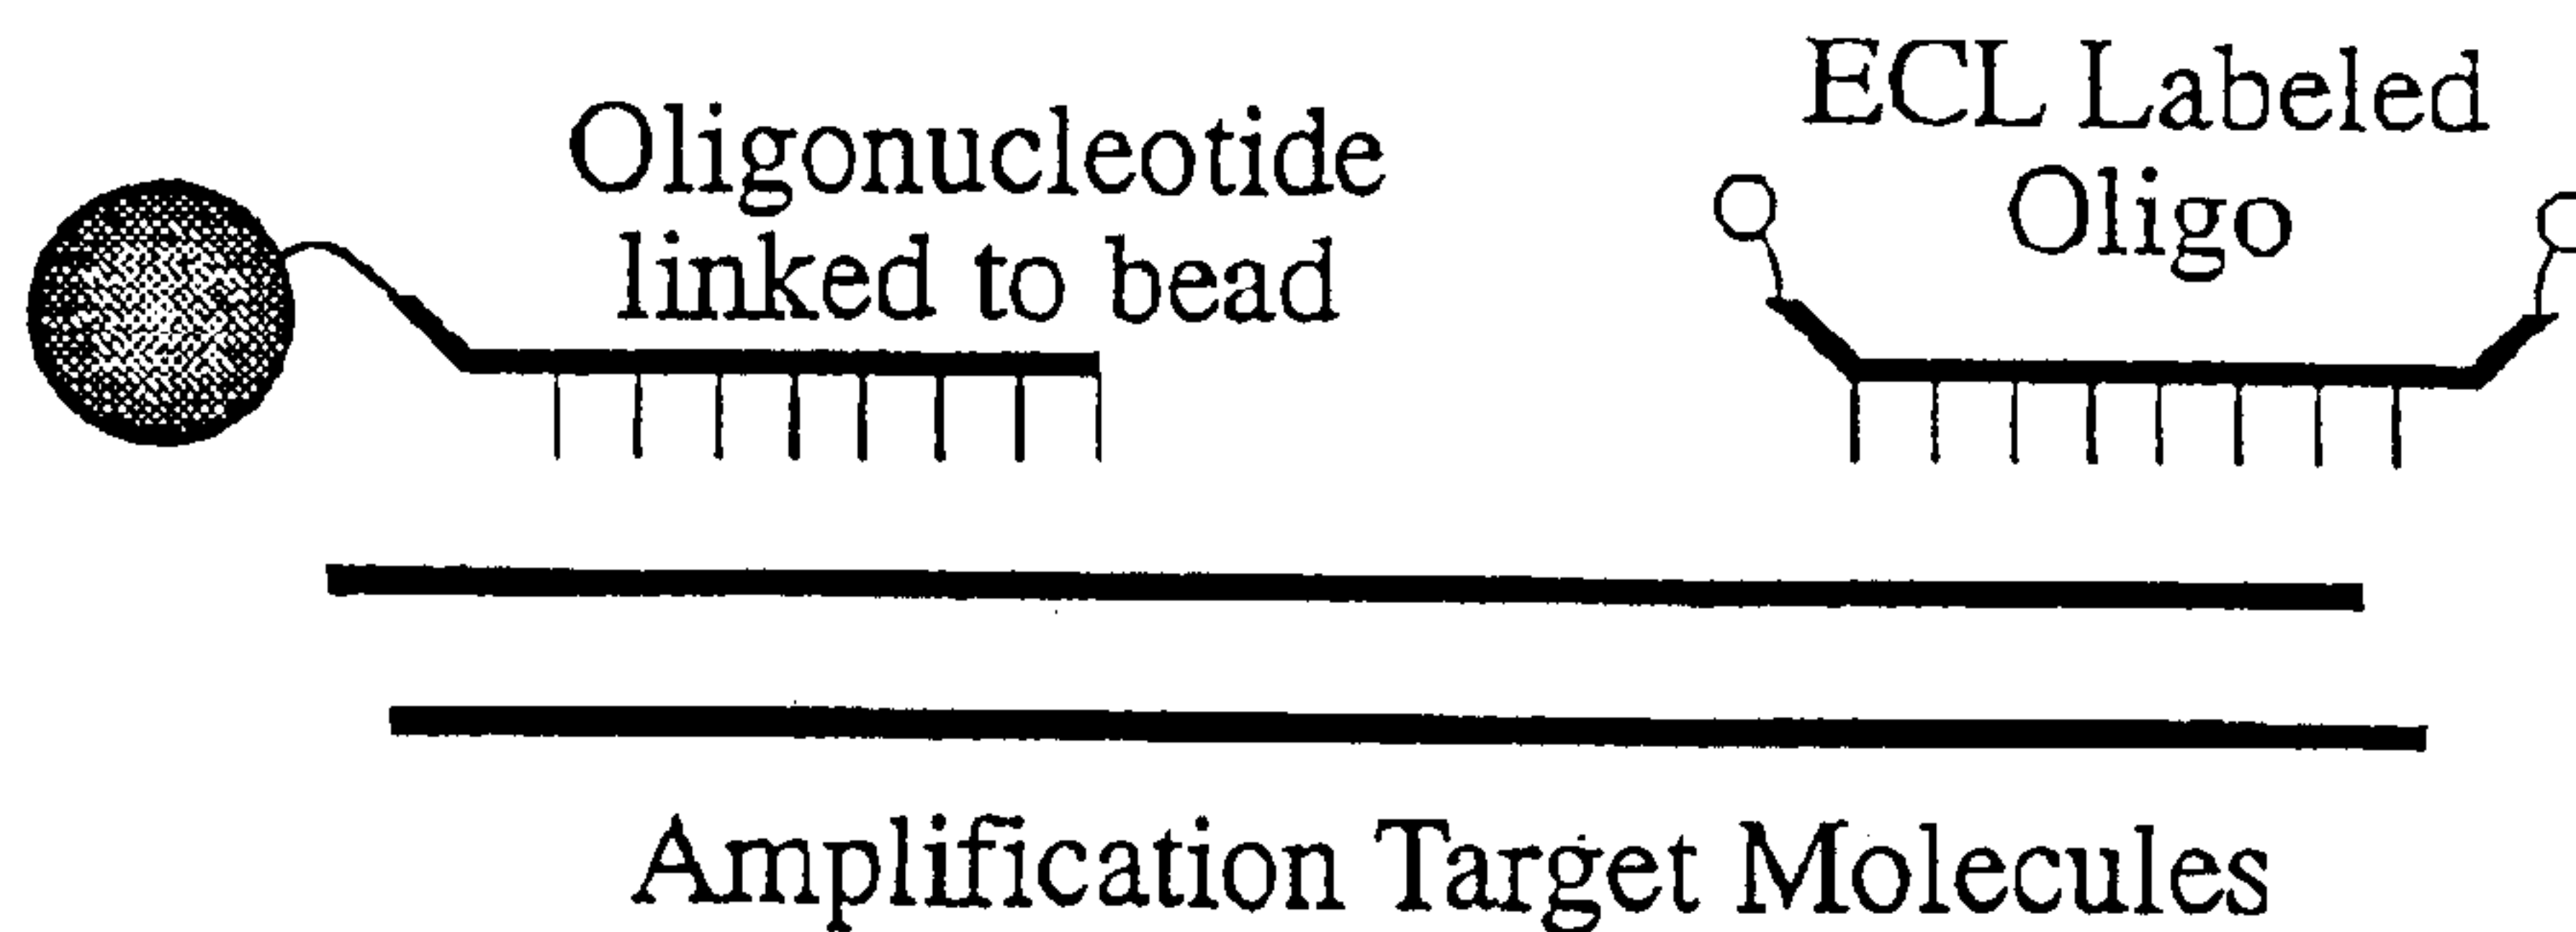 Oligonucleotide
linked to bead
ECL Labeled
Oligo
Amplification Target Molecules